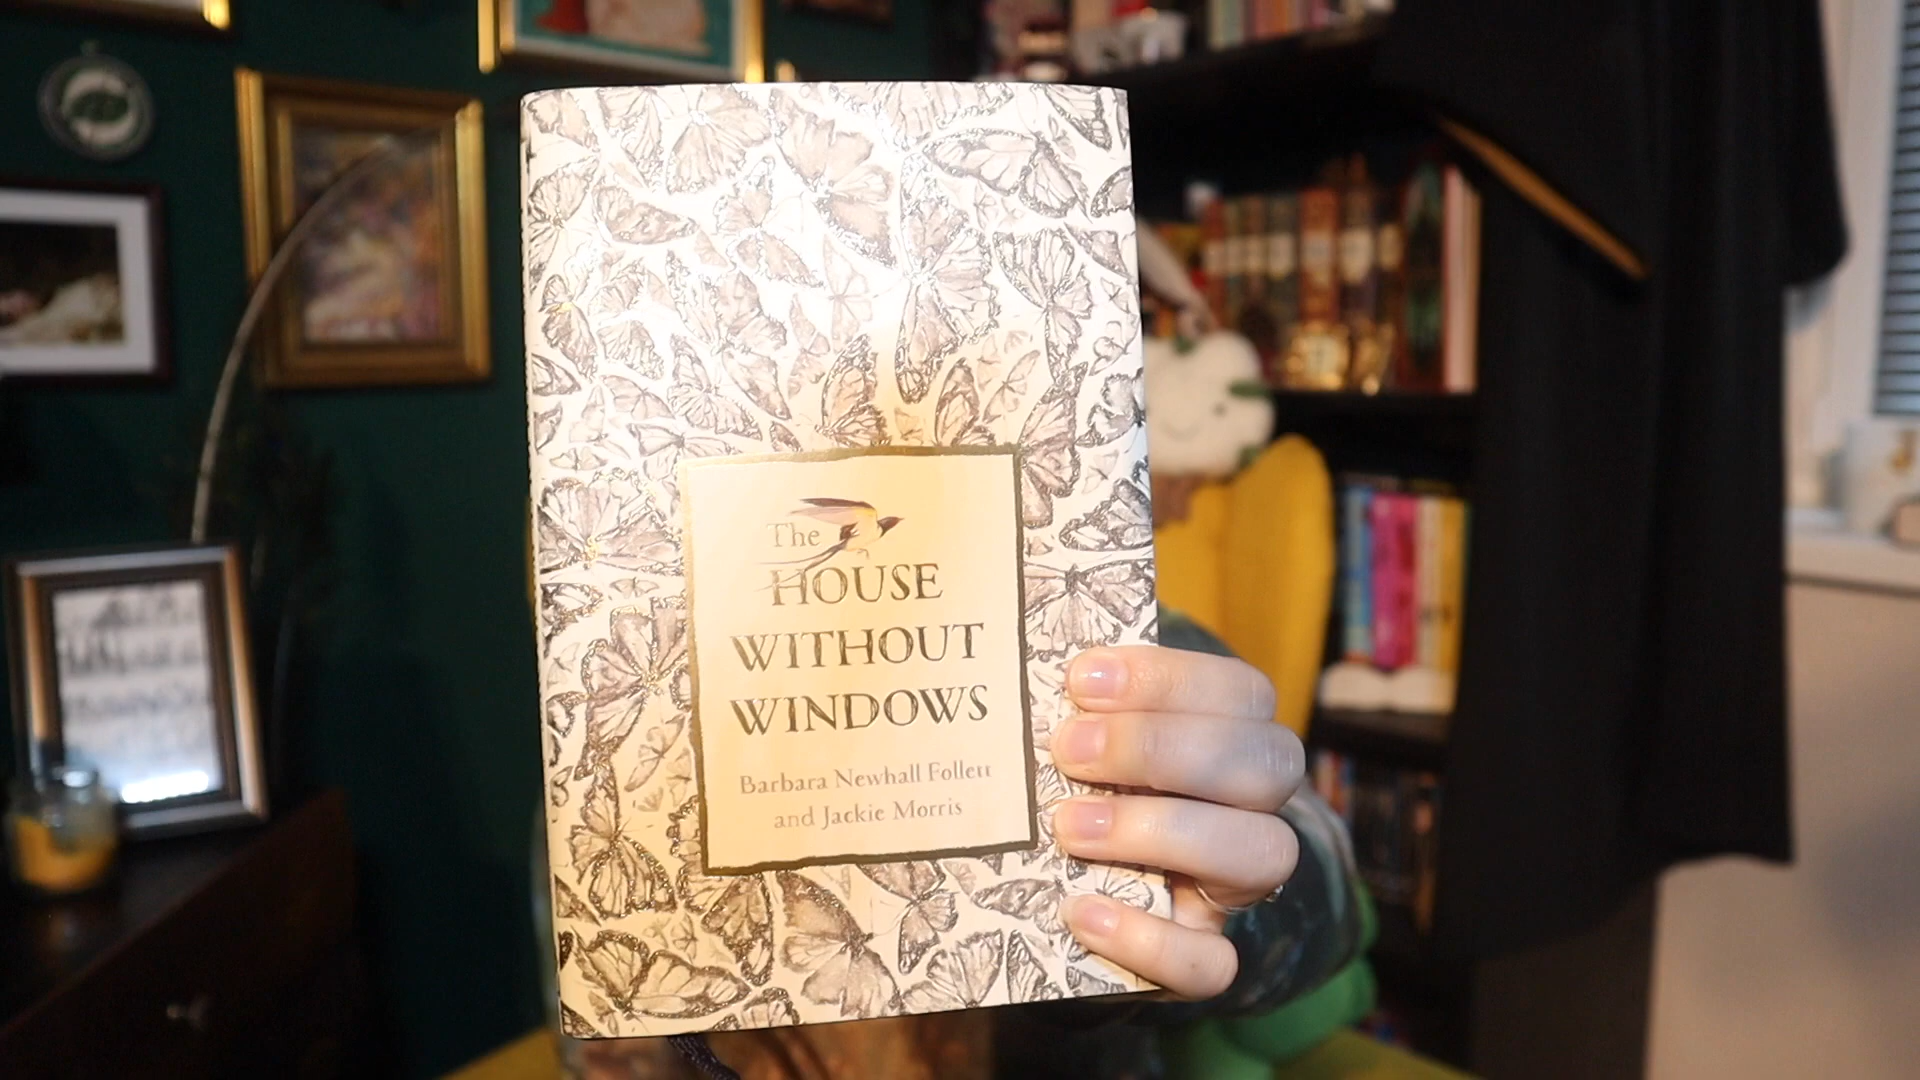 The
HOUSE
WITHOUT
WINDOWS
Barbara Newhall Follett
and Jackie Morris